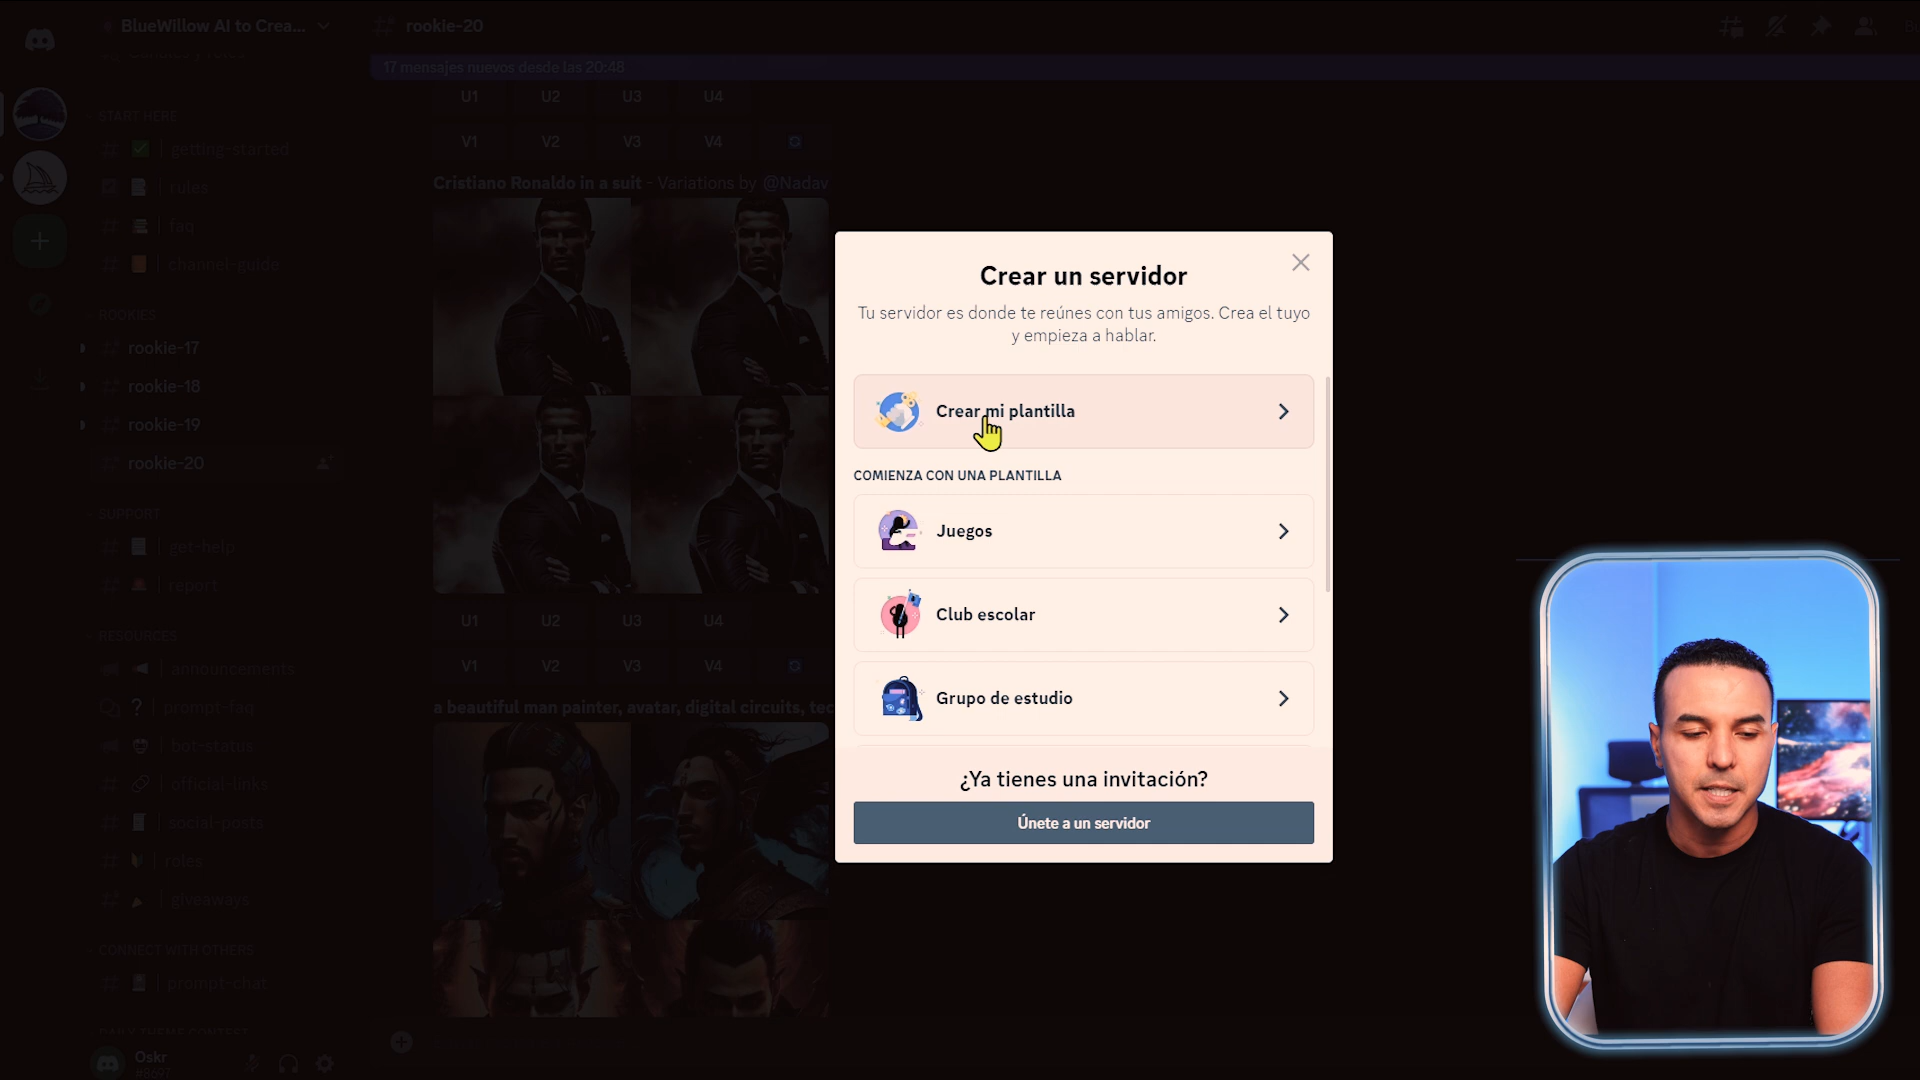 BlueWillow AI to Crea...
START HERE
getting-started
rules
faq
channel-guide
ROOKIES
rookie-17
rookie-18
rookie-19
rookie-20
SUPPORT
get-help
report
RESOURCES
announcements
prompt-faq
bot-status
official-links
social-posts
roles
giveaways
CONNECT WITH OTHERS
prompt-chat
DAILY THEME CONTEST
Oskr
#8697
rookie-20
17 mensajes nuevos desde las 20:48
U1 U2 U3 U4
V1 V2 V3 V4
Cristiano Ronaldo in a suit - Variations by @Nadav
U1 U2 U3 U4
V1 V2 V3 V4
a beautiful man painter, avatar, digital circuits, tec
Crear un servidor
Tu servidor es donde te reúnes con tus amigos. Crea el tuyo
y empieza a hablar.
Crear mi plantilla
COMIENZA CON UNA PLANTILLA
Juegos
Club escolar
Grupo de estudio
¿Ya tienes una invitación?
Únete a un servidor